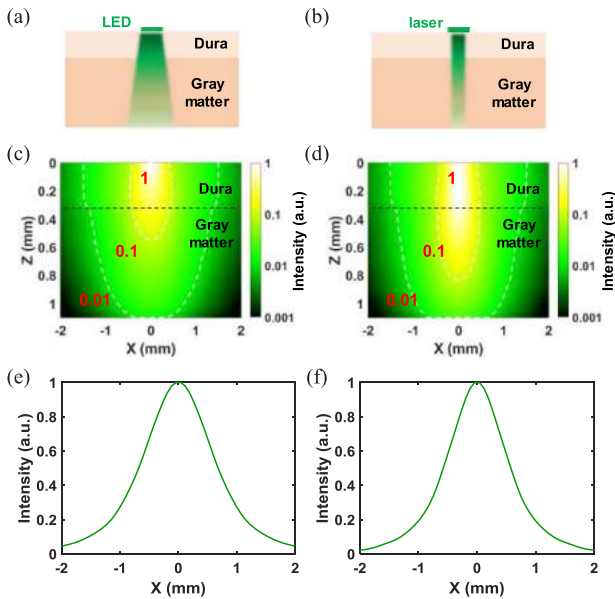 (a)
LED
Dura
Gray
matter
(b)
laser
Dura
Gray
matter
(c)
0
0.2
0.4
0.6
0.8
1
Z (mm)
1
0.1
0.01
Dura
Gray
matter
-2
-1
0
1
2
X (mm)
1
0.1
0.01
0.001
Intensity (a.u.)
(d)
0
0.2
0.4
0.6
0.8
1
1
0.1
0.01
Dura
Gray
matter
-2
-1
0
1
2
X (mm)
1
0.1
0.01
0.001
Intensity (a.u.)
(e)
1
0.8
0.6
0.4
0.2
0
Intensity (a.u.)
-2
-1
0
1
2
X (mm)
(f)
1
0.8
0.6
0.4
0.2
0
Intensity (a.u.)
-2
-1
0
1
2
X (mm)